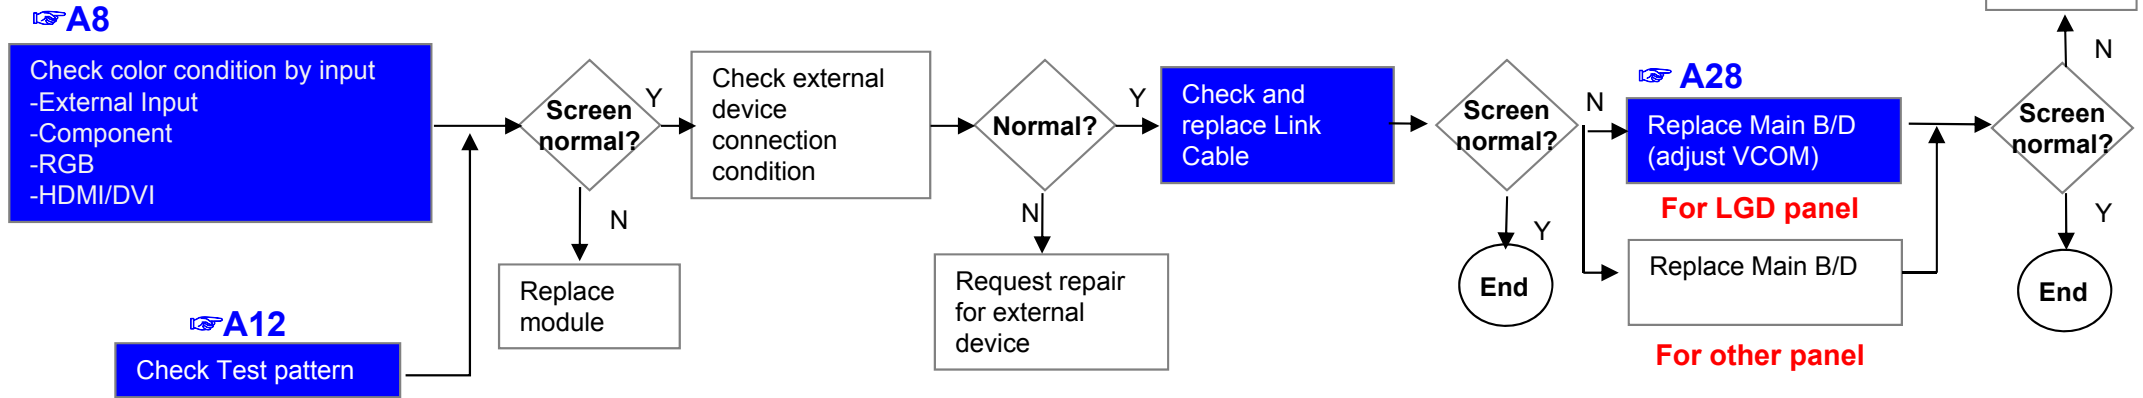 ☞A8
Check color condition by input
-External Input
-Component
-RGB
-HDMI/DVI
☞A12
Check Test pattern
Screen
normal?
Y
N
Replace
module
Check external
device
connection
condition
Normal?
Y
N
Request repair
for external
device
Check and
replace Link
Cable
Screen
normal?
N
Y
End
☞ A28
Replace Main B/D
(adjust VCOM)
For LGD panel
Replace Main B/D
For other panel
Screen
normal?
N
Y
End